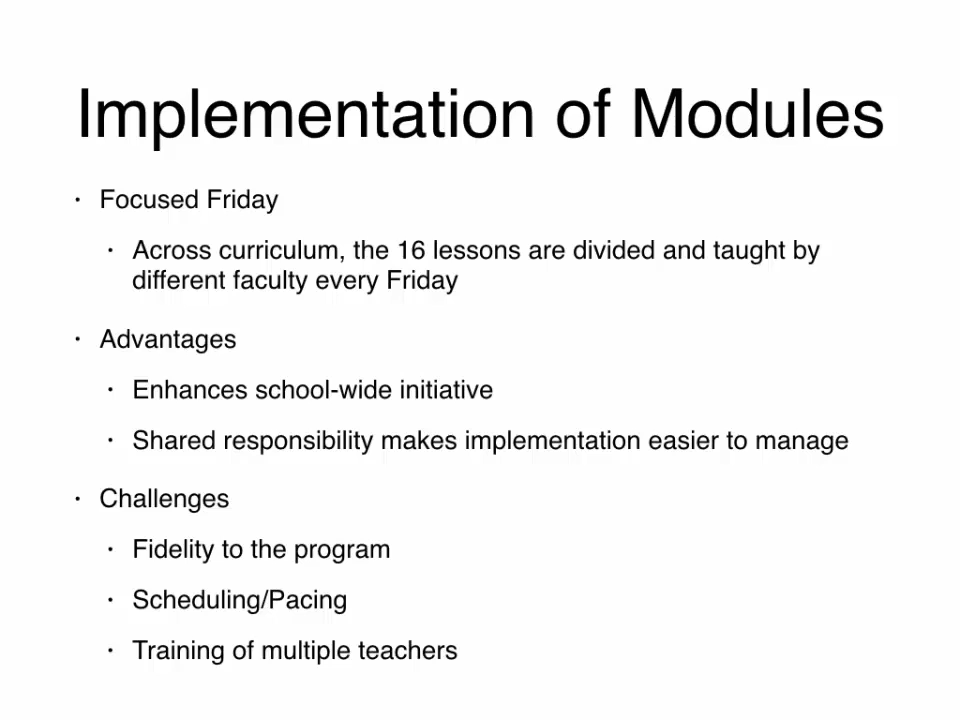 Implementation of Modules
• Focused Friday
• Across curriculum, the 16 lessons are divided and taught by
different faculty every Friday
• Advantages
• Enhances school-wide initiative
• Shared responsibility makes implementation easier to manage
• Challenges
• Fidelity to the program
• Scheduling/Pacing
• Training of multiple teachers